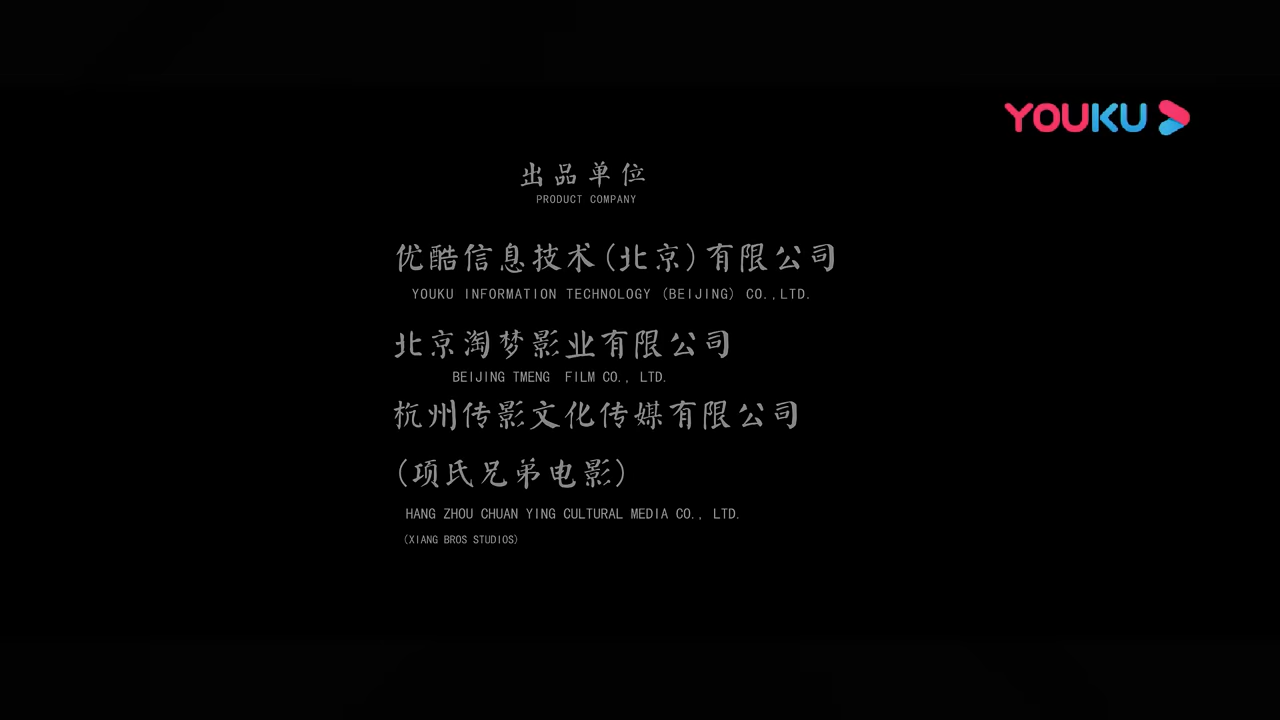 YOUKU
出品单位
PRODUCT COMPANY
优酷信息技术(北京)有限公司
YOUKU INFORMATION TECHNOLOGY (BEIJING) CO.,LTD.
北京淘梦影业有限公司
BEIJING TMENG FILM CO., LTD.
杭州传影文化传媒有限公司
(项氏兄弟电影)
HANG ZHOU CHUAN YING CULTURAL MEDIA CO., LTD.
(XIANG BROS STUDIOS)